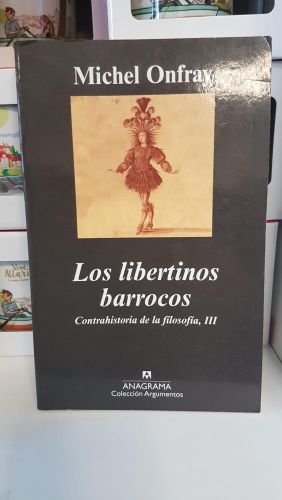 Michel Onfray
Los libertinos
barrocos
Contrahistoria de la filosofía, III
ANAGRAMA
Colección Argumentos